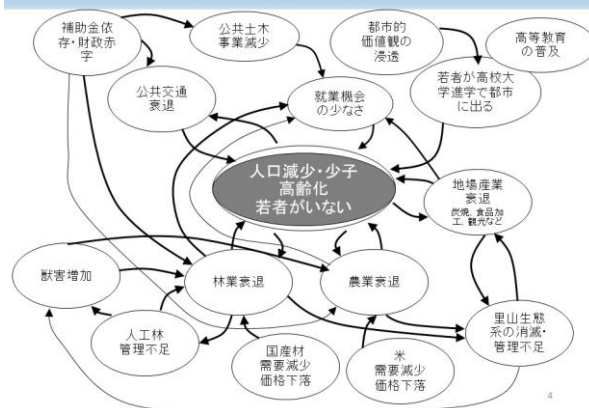 補助金依
存・財政赤
字
公共土木
事業減少
都市的
価値観の
浸透
高等教育
の普及
公共交通
衰退
就業機会
の少なさ
若者が高校大
学進学で都市
に出る
人口減少・少子
高齢化
若者がいない
地場産業
衰退
炭焼、食品加
工、観光など
獣害増加
林業衰退
農業衰退
人工林
管理不足
国産材
需要減少
価格下落
米
需要減少
価格下落
里山生態
系の消滅・
管理不足
4